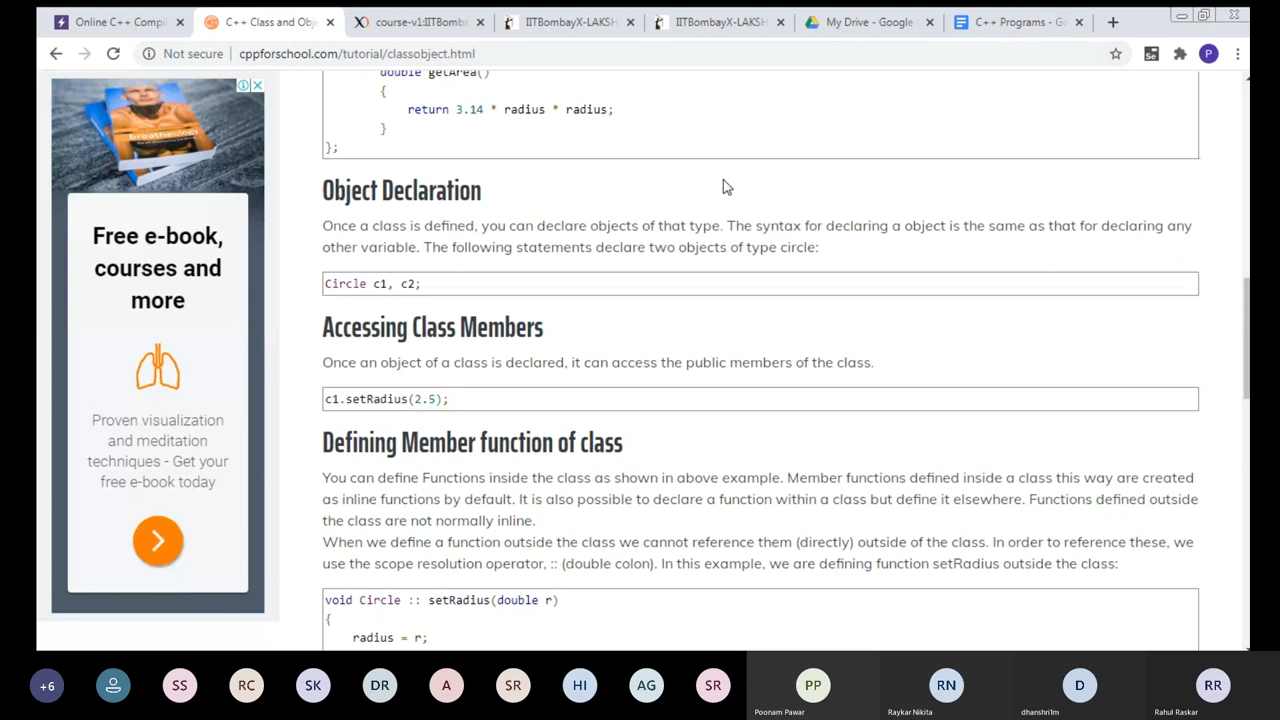 C++ Online C++ Compil
C++ Class and Obje
course-v1:IITBomba
IITBombayX-LAKSH
IITBombayX-LAKSH
My Drive - Google
C++ Programs - Go
Not secure cppforschool.com/tutorial/classobject.html
Se
P
double getArea()
{
return 3.14 * radius * radius;
}
};
Object Declaration
Once a class is defined, you can declare objects of that type. The syntax for declaring a object is the same as that for declaring any
other variable. The following statements declare two objects of type circle:
Circle c1, c2;
Accessing Class Members
Once an object of a class is declared, it can access the public members of the class.
c1.setRadius(2.5);
Defining Member function of class
You can define Functions inside the class as shown in above example. Member functions defined inside a class this way are created
as inline functions by default. It is also possible to declare a function within a class but define it elsewhere. Functions defined outside
the class are not normally inline.
When we define a function outside the class we cannot reference them (directly) outside of the class. In order to reference these, we
use the scope resolution operator, :: (double colon). In this example, we are defining function setRadius outside the class:
void Circle :: setRadius(double r)
{
radius = r;
breatheology
Free e-book,
courses and
more
Proven visualization
and meditation
techniques - Get your
free e-book today
+6
SS
RC
SK
DR
A
SR
HI
AG
SR
PP
Poonam Pawar
RN
Raykar Nikita
D
dhanshri1m
RR
Rahul Raskar